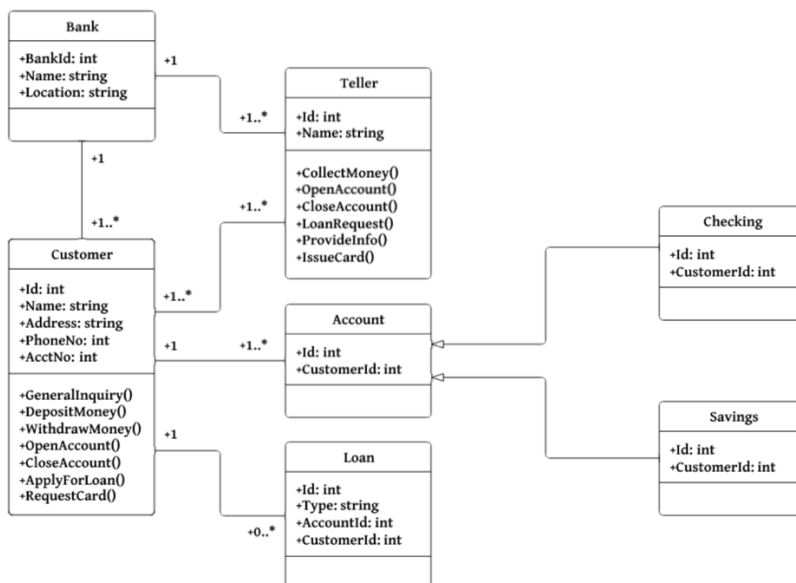 Bank
+BankId: int
+Name: string
+Location: string
+1
+1..*
Teller
+Id: int
+Name: string
+CollectMoney()
+OpenAccount()
+CloseAccount()
+LoanRequest()
+ProvideInfo()
+IssueCard()
+1
+1..*
Customer
+Id: int
+Name: string
+Address: string
+PhoneNo: int
+AcctNo: int
+GeneralInquiry()
+DepositMoney()
+WithdrawMoney()
+OpenAccount()
+CloseAccount()
+ApplyForLoan()
+RequestCard()
+1..*
+1..*
+1
+1..*
Account
+Id: int
+CustomerId: int
+1
+0..*
Loan
+Id: int
+Type: string
+AccountId: int
+CustomerId: int
Checking
+Id: int
+CustomerId: int
Savings
+Id: int
+CustomerId: int